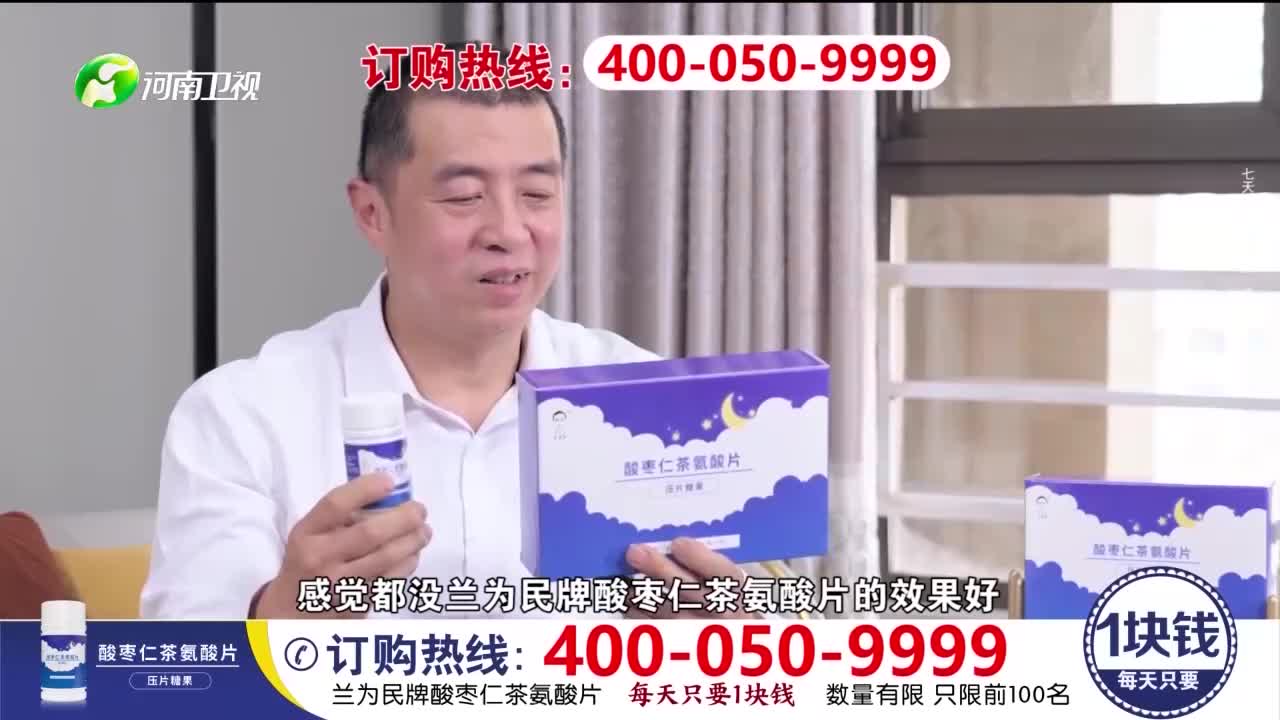 河南卫视
订购热线：400-050-9999
七天
酸枣仁茶氨酸片
压片糖果
酸枣仁茶氨酸片
感觉都没兰为民牌酸枣仁茶氨酸片的效果好
酸枣仁茶氨酸片
压片糖果
订购热线：400-050-9999
兰为民牌酸枣仁茶氨酸片 每天只要1块钱 数量有限 只限前100名
1块钱
每天只要